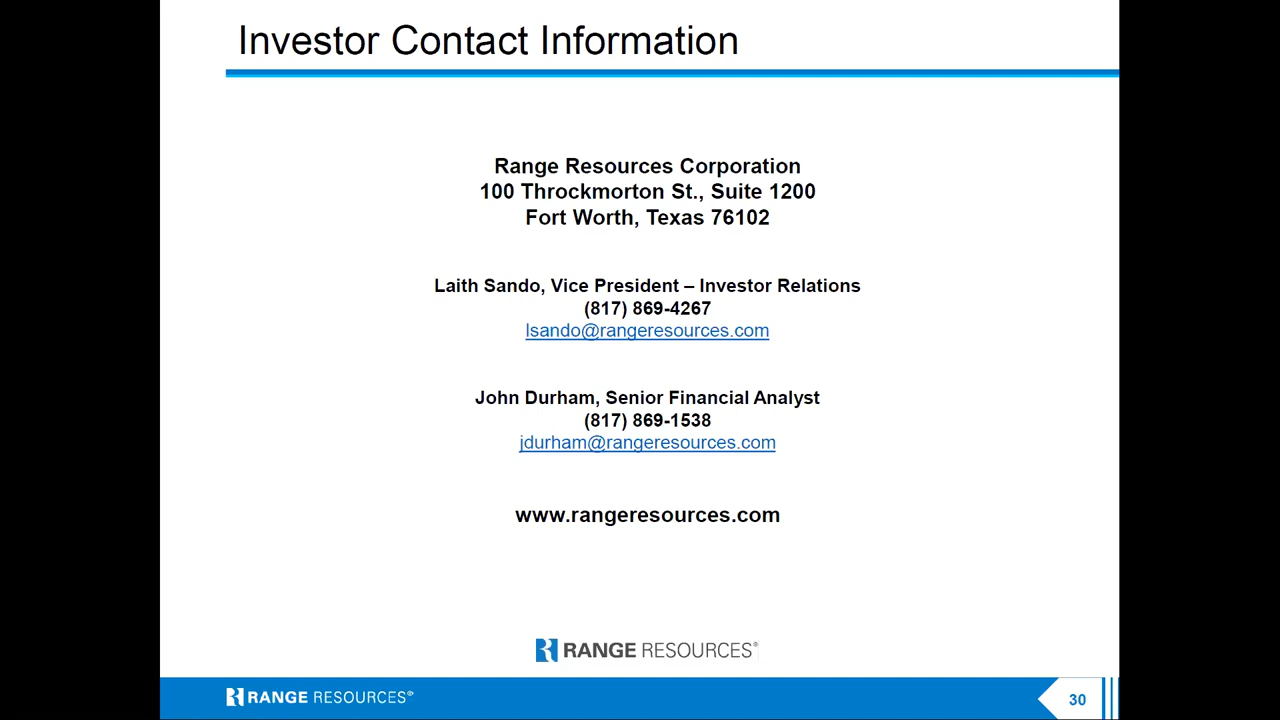 Investor Contact Information
Range Resources Corporation
100 Throckmorton St., Suite 1200
Fort Worth, Texas 76102
Laith Sando, Vice President – Investor Relations
(817) 869-4267
lsando@rangeresources.com
John Durham, Senior Financial Analyst
(817) 869-1538
jdurham@rangeresources.com
www.rangeresources.com
RANGE RESOURCES®
RANGE RESOURCES®
30